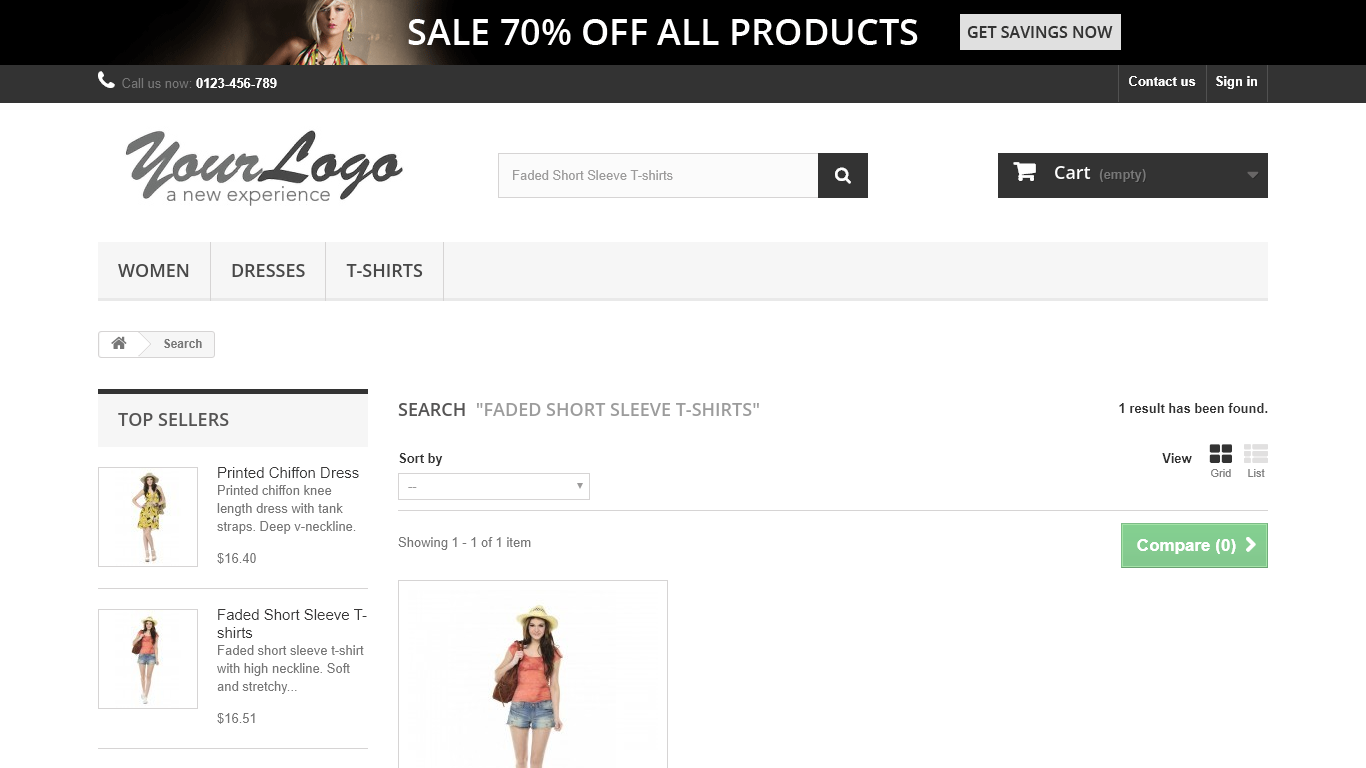 SALE 70% OFF ALL PRODUCTS
GET SAVINGS NOW
Call us now: 0123-456-789
Contact us
Sign in
YourLogo
a new experience
Faded Short Sleeve T-shirts
Cart (empty)
WOMEN
DRESSES
T-SHIRTS
Search
TOP SELLERS
Printed Chiffon Dress
Printed chiffon knee
length dress with tank
straps. Deep v-neckline.
$16.40
Faded Short Sleeve T-
shirts
Faded short sleeve t-shirt
with high neckline. Soft
and stretchy...
$16.51
SEARCH "FADED SHORT SLEEVE T-SHIRTS"
1 result has been found.
Sort by
--
View
Grid
List
Showing 1 - 1 of 1 item
Compare (0)